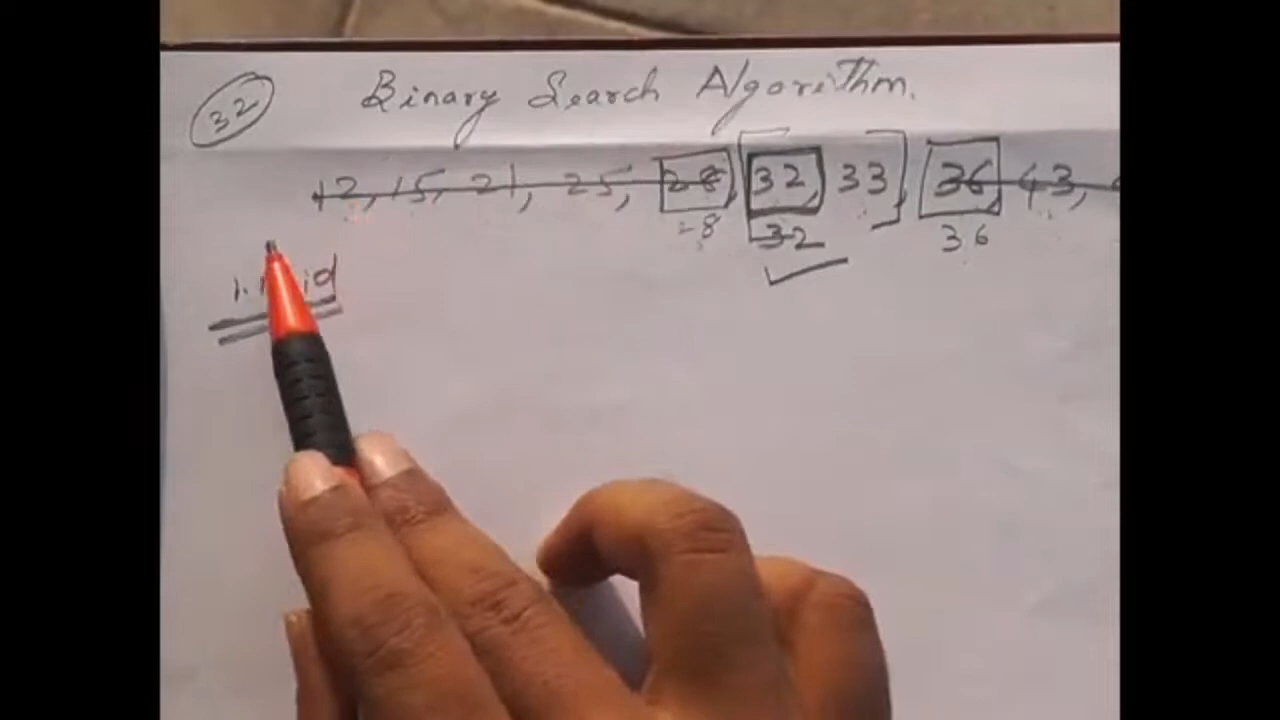 Binary Search Algorithm.
32
12, 15, 21, 25, 28, 32, 33, 36, 43,
28 32 36